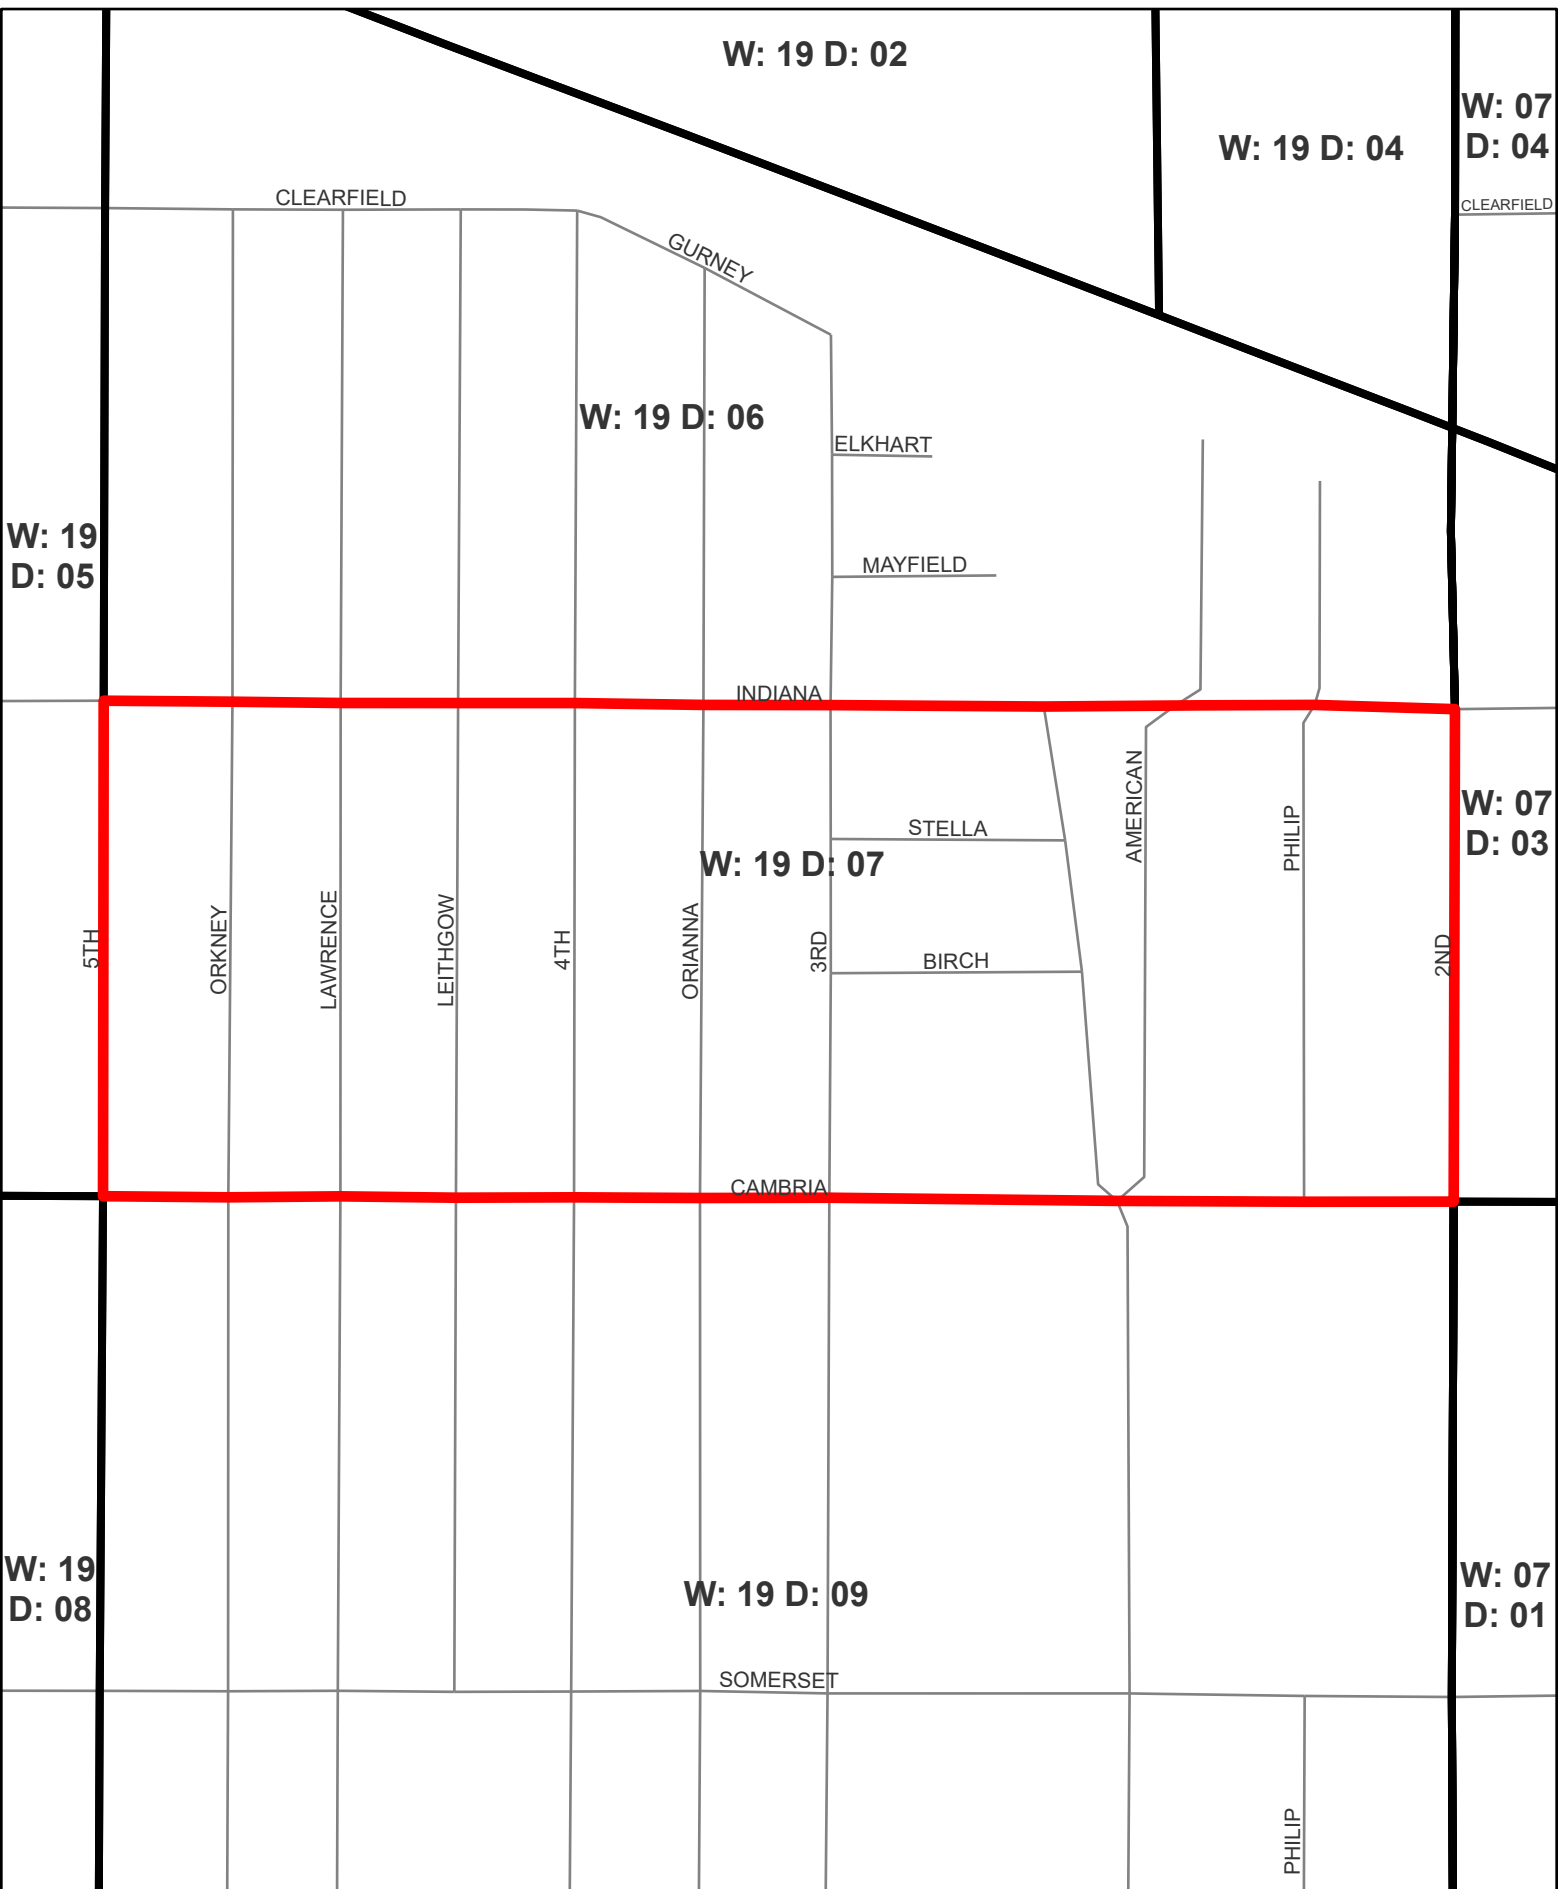 W: 19 D: 02
W: 07
D: 04
W: 19 D: 04
CLEARFIELD
CLEARFIELD
GURNEY
W: 19 D: 06
ELKHART
W: 19
D: 05
MAYFIELD
INDIANA
AMERICAN
PHILIP
W: 07
D: 03
STELLA
W: 19 D: 07
5TH
ORKNEY
LAWRENCE
LEITHGOW
4TH
ORIANNA
3RD
BIRCH
2ND
CAMBRIA
W: 19
D: 08
W: 19 D: 09
W: 07
D: 01
SOMERSET
PHILIP